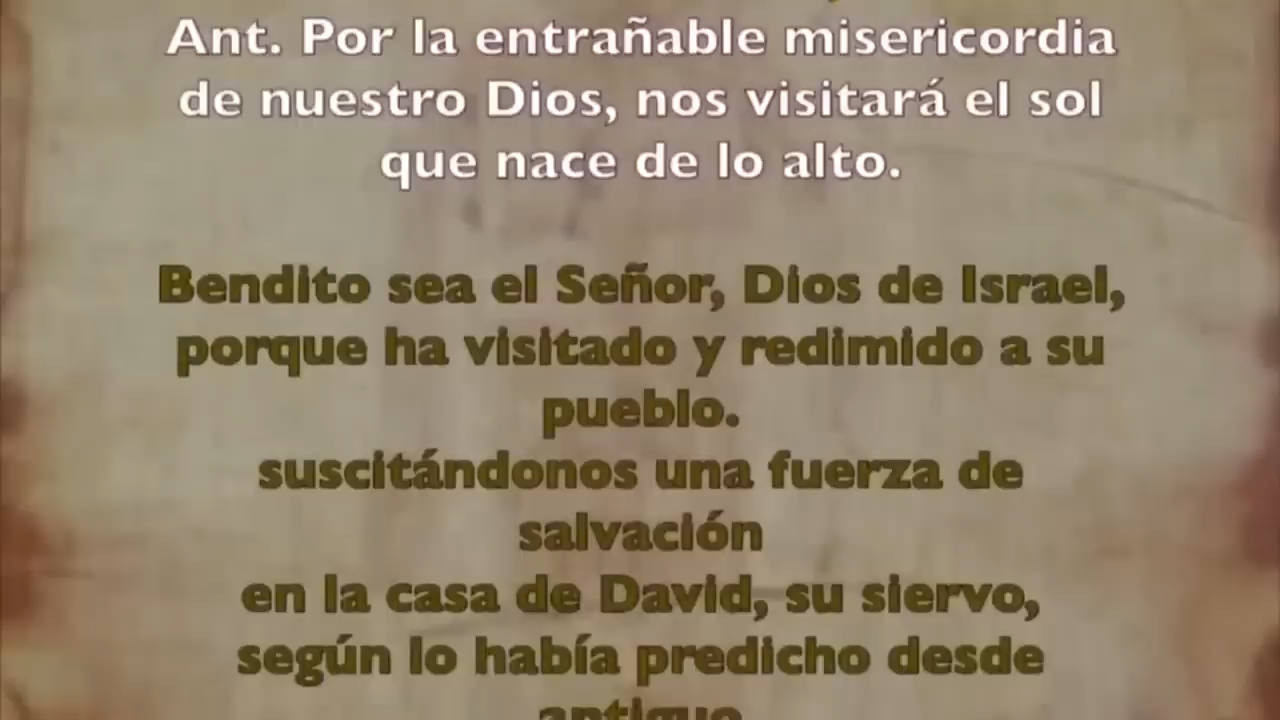 Ant. Por la entrañable misericordia
de nuestro Dios, nos visitará el sol
que nace de lo alto.
Bendito sea el Señor, Dios de Israel,
porque ha visitado y redimido a su
pueblo.
suscitándonos una fuerza de
salvación
en la casa de David, su siervo,
según lo había predicho desde
antiguo